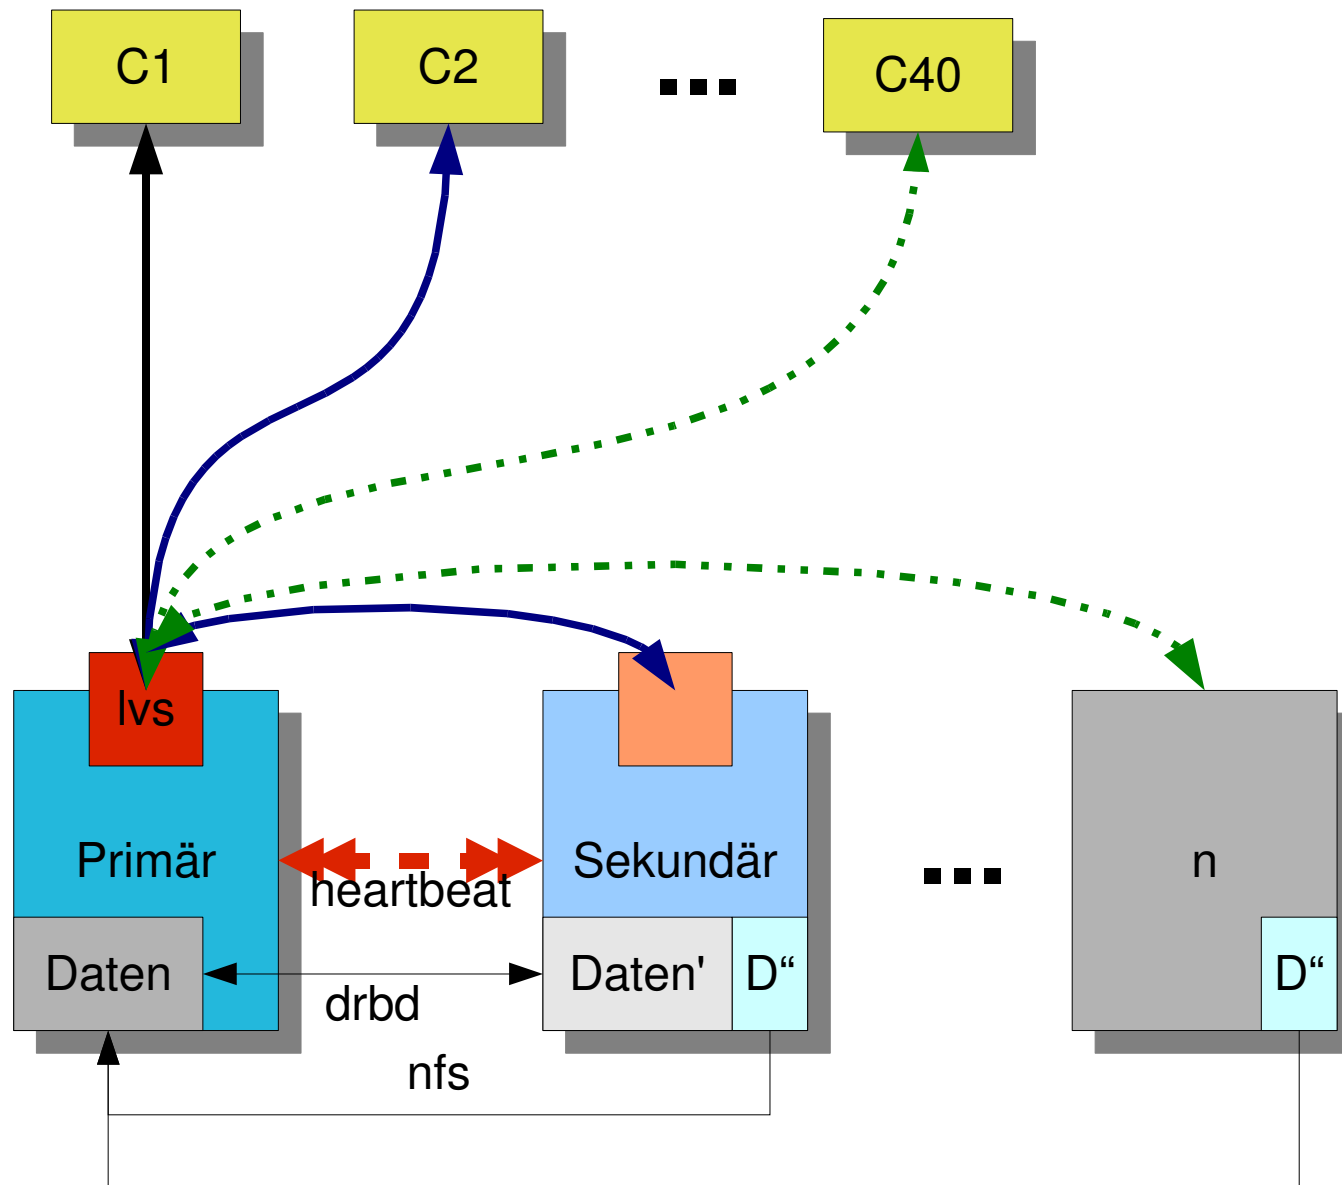 C1
C2
...
C40
lvs
Primär
Sekundär
...
n
heartbeat
Daten
Daten'
D“
D“
drbd
nfs